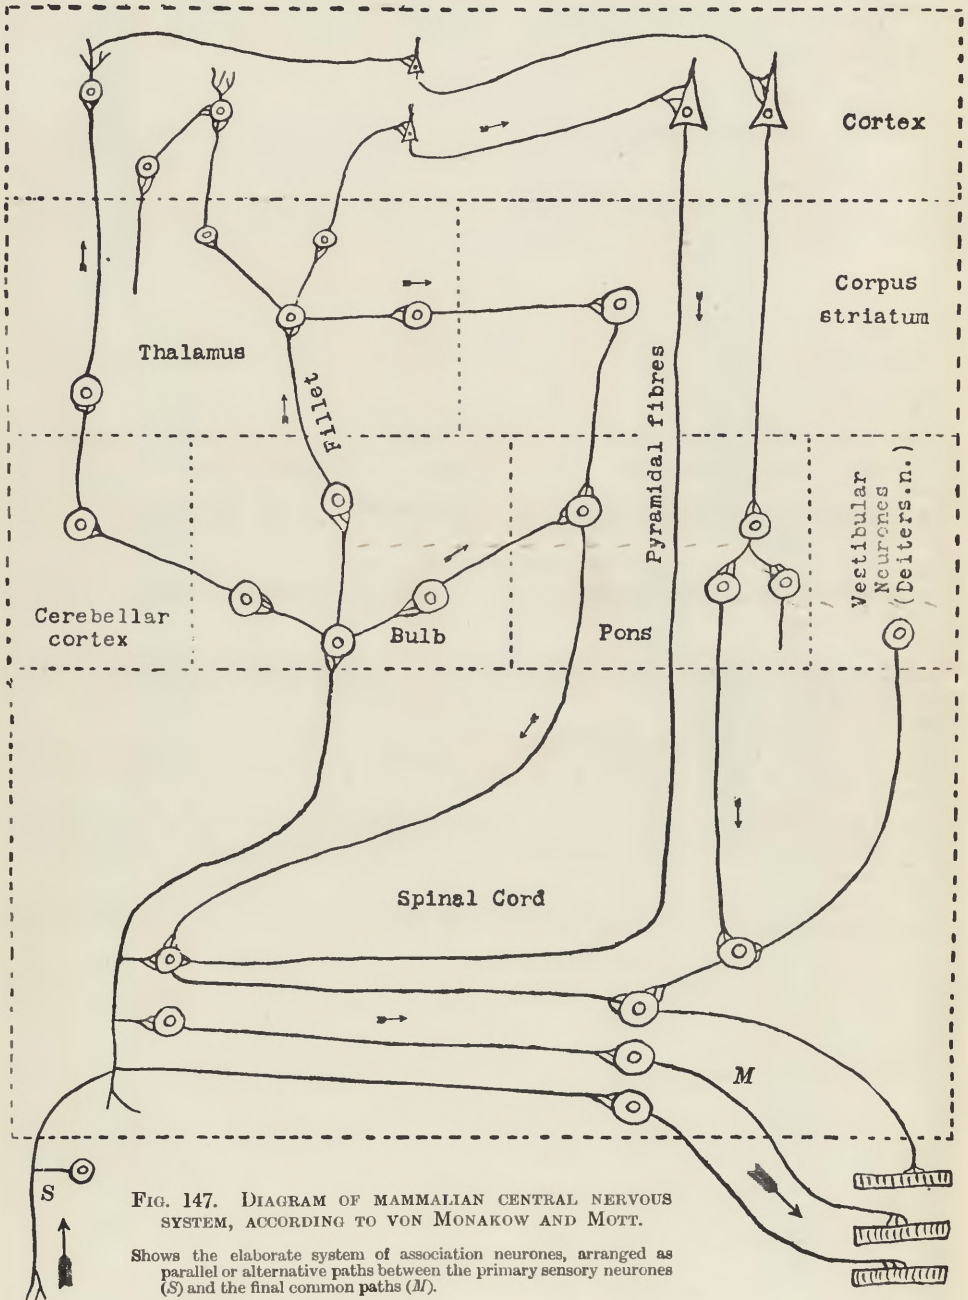 Cortex
Corpus
striatum
Thalamus
Fillet
Pyramidal fibres
Vestibular
Neurones
(Deiters.n.)
Cerebellar
cortex
Bulb
Pons
Spinal Cord
M
S
FIG. 147. DIAGRAM OF MAMMALIAN CENTRAL NERVOUS
SYSTEM, ACCORDING TO VON MONAKOW AND MOTT.
Shows the elaborate system of association neurones, arranged as
parallel or alternative paths between the primary sensory neurones
(S) and the final common paths (M).